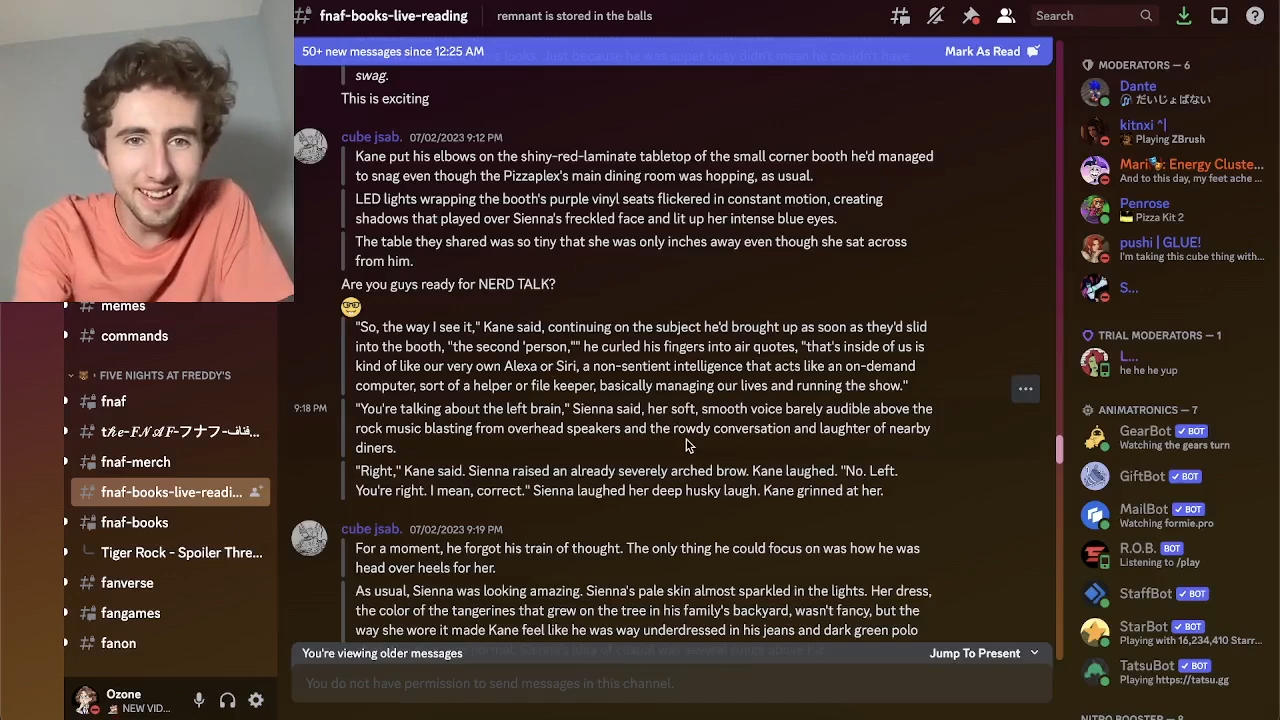 fnaf-books-live-reading
remnant is stored in the balls
Search
50+ new messages since 12:25 AM
Mark As Read
swag.
This is exciting
cube jsab. 07/02/2023 9:12 PM
Kane put his elbows on the shiny-red-laminate tabletop of the small corner booth he'd managed
to snag even though the Pizzaplex's main dining room was hopping, as usual.
LED lights wrapping the booth's purple vinyl seats flickered in constant motion, creating
shadows that played over Sienna's freckled face and lit up her intense blue eyes.
The table they shared was so tiny that she was only inches away even though she sat across
from him.
Are you guys ready for NERD TALK?
"So, the way I see it," Kane said, continuing on the subject he'd brought up as soon as they'd slid
into the booth, "the second 'person,"" he curled his fingers into air quotes, "that's inside of us is
kind of like our very own Alexa or Siri, a non-sentient intelligence that acts like an on-demand
computer, sort of a helper or file keeper, basically managing our lives and running the show."
9:18 PM
"You're talking about the left brain," Sienna said, her soft, smooth voice barely audible above the
rock music blasting from overhead speakers and the rowdy conversation and laughter of nearby
diners.
"Right," Kane said. Sienna raised an already severely arched brow. Kane laughed. "No. Left.
You're right. I mean, correct." Sienna laughed her deep husky laugh. Kane grinned at her.
cube jsab. 07/02/2023 9:19 PM
For a moment, he forgot his train of thought. The only thing he could focus on was how he was
head over heels for her.
As usual, Sienna was looking amazing. Sienna's pale skin almost sparkled in the lights. Her dress,
the color of the tangerines that grew on the tree in his family's backyard, wasn't fancy, but the
way she wore it made Kane feel like he was way underdressed in his jeans and dark green polo
You're viewing older messages
Jump To Present
You do not have permission to send messages in this channel.
memes
commands
FIVE NIGHTS AT FREDDY'S
fnaf
fnaf-merch
fnaf-books-live-readi...
fnaf-books
Tiger Rock - Spoiler Thre...
fanverse
fangames
fanon
Ozone
NEW VID...
MODERATORS — 6
Dante
だいじょばない
kitnxi ^|
Playing ZBrush
Energy Cluste...
And to this day, my feet ache ...
Penrose
Pizza Kit 2
pushi | GLUE!
I'm taking this cube thing with...
S...
TRIAL MODERATORS — 1
L...
he he he yup
ANIMATRONICS — 7
GearBot BOT
Watching the gears turn
GiftBot BOT
MailBot BOT
Watching formie.pro
R.O.B. BOT
Listening to /play
StaffBot BOT
StarBot BOT
Playing with 16,234,410 Starr...
TatsuBot BOT
Playing https://tatsu.gg
NITRO BOOSTER — 8